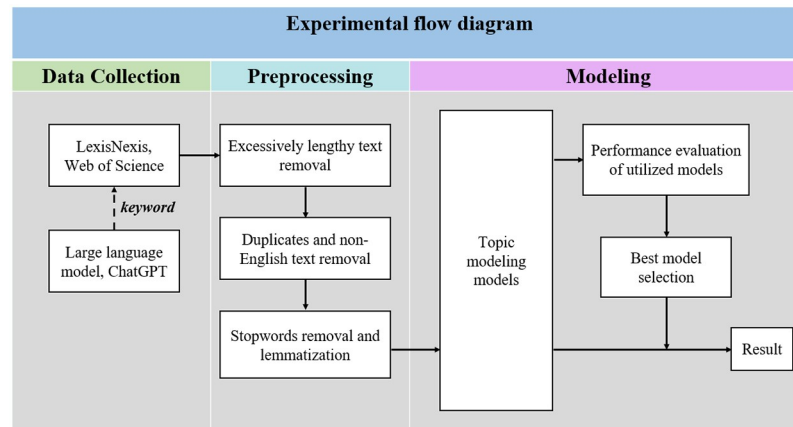 Experimental flow diagram
Data Collection
Preprocessing
Modeling
LexisNexis,
Web of Science
keyword
Large language
model, ChatGPT
Excessively lengthy text
removal
Duplicates and non-
English text removal
Stopwords removal and
lemmatization
Topic
modeling
models
Performance evaluation
of utilized models
Best model
selection
Result